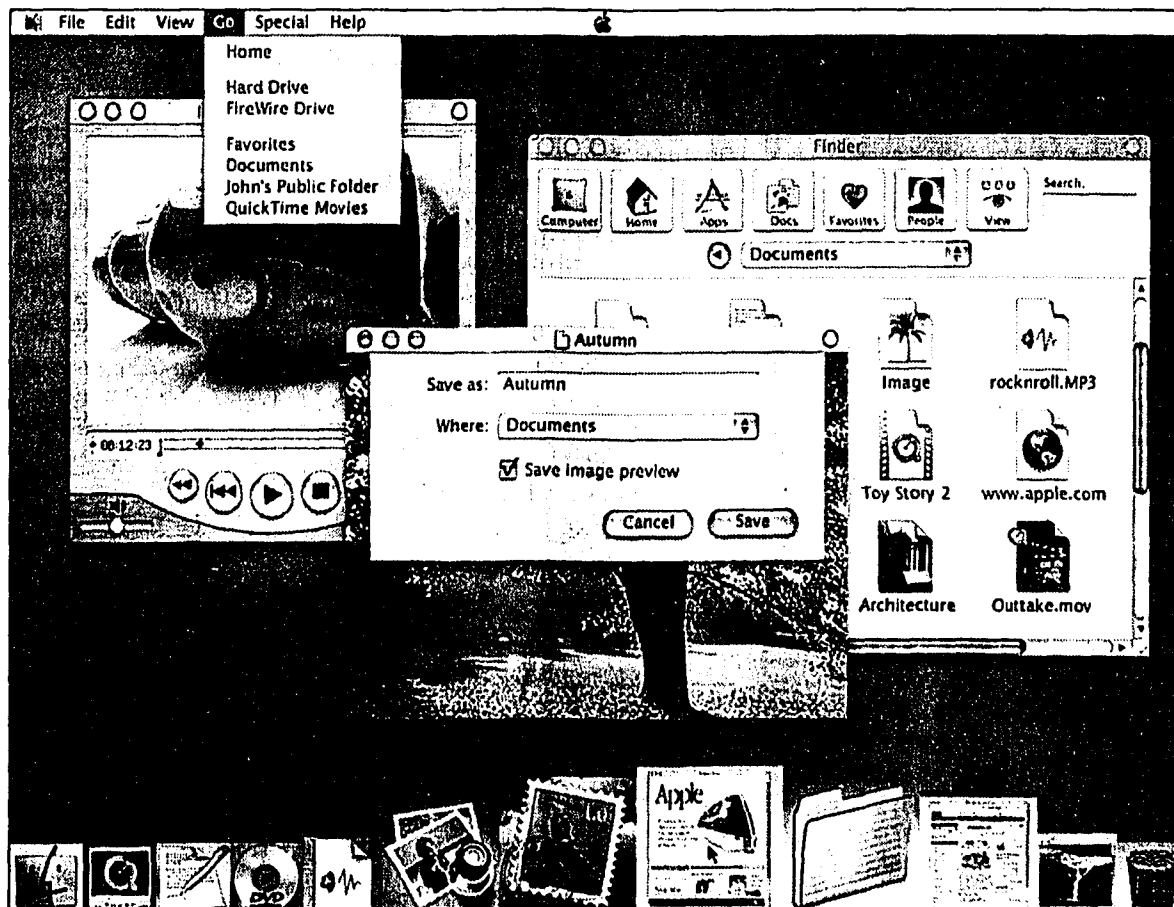 File Edit View Go Special Help
Home
Hard Drive
FireWire Drive
Favorites
Documents
John's Public Folder
QuickTime Movies
Finder
Computer Home Apps Docs Favorites People View
Search
Documents
Image rocknroll.MP3
Toy Story 2 www.apple.com
Architecture Outtake.mov
Autumn
Save as: Autumn
Where: Documents
Save image preview
Cancel Save
00:12:23
Apple
DVD